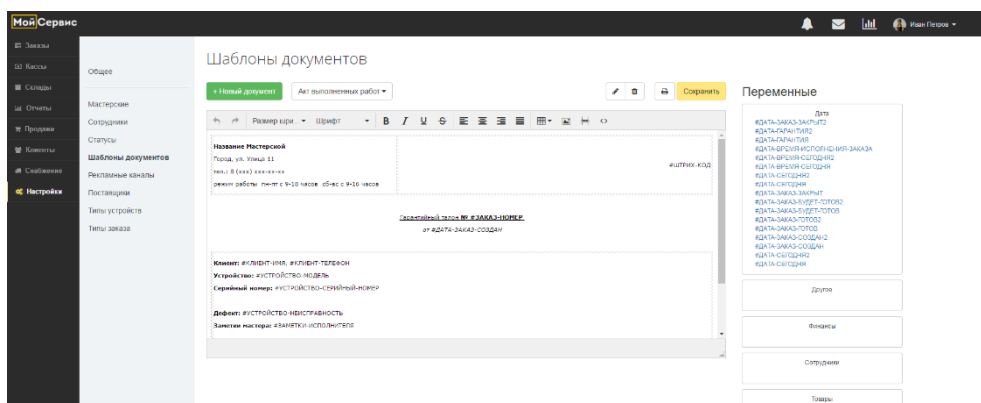 МойСервис
Иван Петров
Заказы
Кассы
Склады
Отчеты
Продажи
Клиенты
Снабжение
Настройки
Общее
Мастерские
Сотрудники
Статусы
Шаблоны документов
Рекламные каналы
Поставщики
Типы устройств
Типы заказа
Шаблоны документов
+ Новый документ
Акт выполненных работ
Сохранить
Размер шри...
Шрифт
B I U S
Название Мастерской
Город, ул. Улица 11
тел.: 8 (xxx) xxx-xx-xx
режим работы пн-пт с 9-18 часов сб-вс с 9-16 часов
#ШТРИХ-КОД
Гарантийный талон № #ЗАКАЗ-НОМЕР
от #ДАТА-ЗАКАЗ-СОЗДАН
Клиент: #КЛИЕНТ-ИМЯ, #КЛИЕНТ-ТЕЛЕФОН
Устройство: #УСТРОЙСТВО-МОДЕЛЬ
Серийный номер: #УСТРОЙСТВО-СЕРИЙНЫЙ-НОМЕР
Дефект: #УСТРОЙСТВО-НЕИСПРАВНОСТЬ
Заметки мастера: #ЗАМЕТКИ-ИСПОЛНИТЕЛЯ
Переменные
Дата
#ДАТА-ЗАКАЗ-ЗАКРЫТ2
#ДАТА-ГАРАНТИЯ2
#ДАТА-ГАРАНТИЯ
#ДАТА-ВРЕМЯ-ИСПОЛНЕНИЯ-ЗАКАЗА
#ДАТА-ВРЕМЯ-СЕГОДНЯ2
#ДАТА-ВРЕМЯ-СЕГОДНЯ
#ДАТА-СЕГОДНЯ2
#ДАТА-СЕГОДНЯ
#ДАТА-ЗАКАЗ-ЗАКРЫТ
#ДАТА-ЗАКАЗ-БУДЕТ-ГОТОВ2
#ДАТА-ЗАКАЗ-БУДЕТ-ГОТОВ
#ДАТА-ЗАКАЗ-ГОТОВ2
#ДАТА-ЗАКАЗ-ГОТОВ
#ДАТА-ЗАКАЗ-СОЗДАН2
#ДАТА-ЗАКАЗ-СОЗДАН
#ДАТА-СЕГОДНЯ2
#ДАТА-СЕГОДНЯ
Другое
Финансы
Сотрудники
Товары